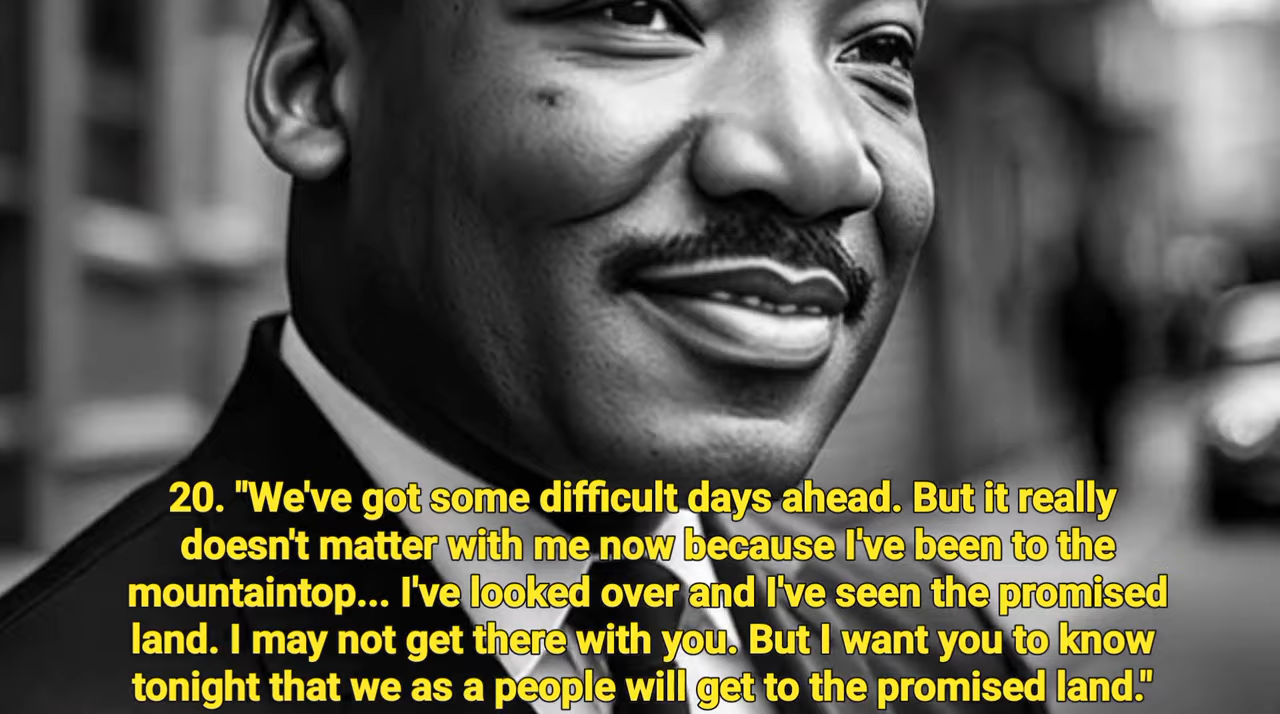 20. "We've got some difficult days ahead. But it really
doesn't matter with me now because I've been to the
mountaintop... I've looked over and I've seen the promised
land. I may not get there with you. But I want you to know
tonight that we as a people will get to the promised land."